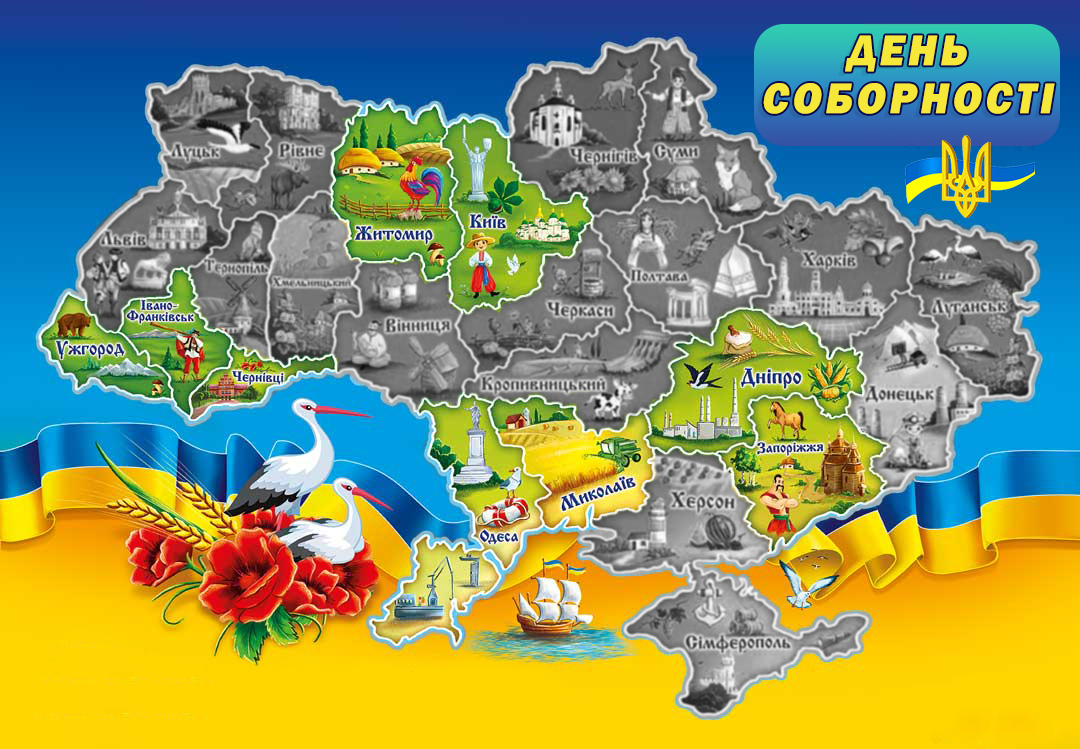 ДЕНЬ
СОБОРНОСТІ
Луцьк
Рівне
Житомир
Київ
Чернігів
Суми
Львів
Тернопіль
Хмельницький
Івано-
Франківськ
Ужгород
Чернівці
Вінниця
Черкаси
Полтава
Харків
Луганськ
Кропивницький
Дніпро
Донецьк
Запоріжжя
Миколаїв
Одеса
Херсон
Сімферополь